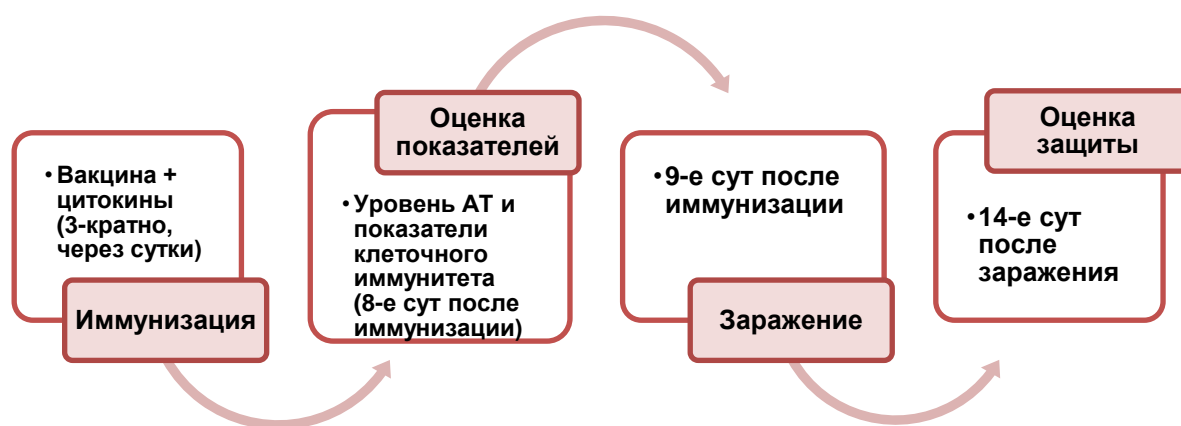 • Вакцина +
цитокины
(3-кратно,
через сутки)
Иммунизация
Оценка
показателей
• Уровень АТ и
показатели
клеточного
иммунитета
(8-е сут после
иммунизации)
• 9-е сут после
иммунизации
Заражение
Оценка
защиты
• 14-е сут
после
заражения